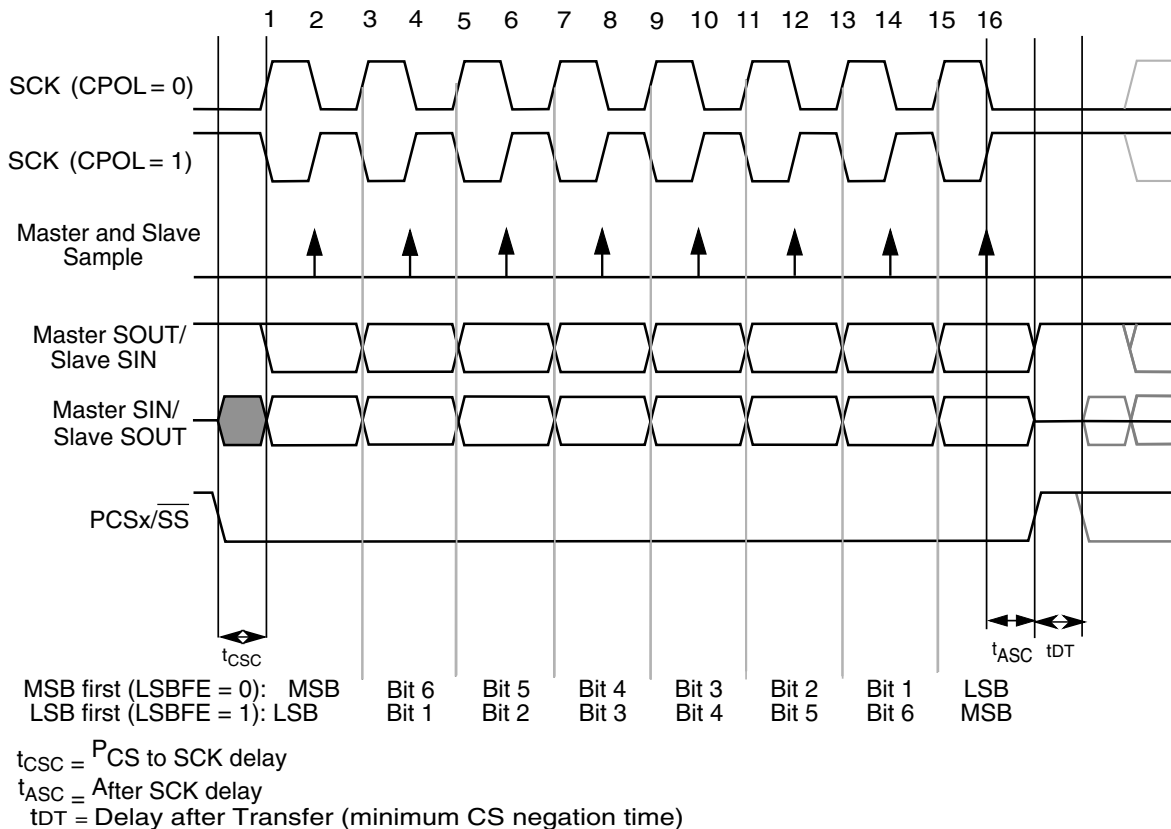 1 2 3 4 5 6 7 8 9 10 11 12 13 14 15 16
SCK (CPOL = 0)
SCK (CPOL = 1)
Master and Slave
Sample
Master SOUT/
Slave SIN
Master SIN/
Slave SOUT
PCSx/SS
tCSC
tASC
tDT
MSB first (LSBFE = 0): MSB Bit 6 Bit 5 Bit 4 Bit 3 Bit 2 Bit 1 LSB
LSB first (LSBFE = 1): LSB Bit 1 Bit 2 Bit 3 Bit 4 Bit 5 Bit 6 MSB
tCSC = PCS to SCK delay
tASC = After SCK delay
tDT = Delay after Transfer (minimum CS negation time)